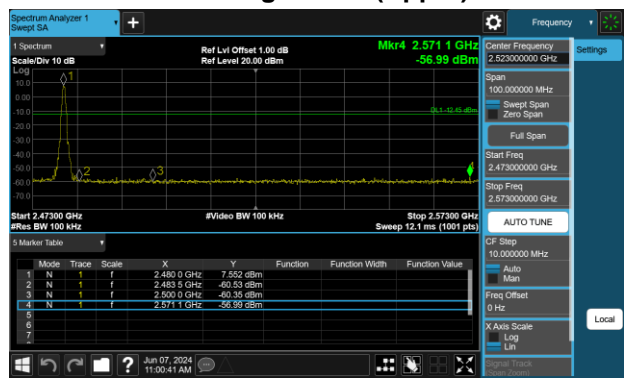 Spectrum Analyzer 1
Swept SA
+
Frequency
1 Spectrum
Scale/Div 10 dB
Ref Lvl Offset 1.00 dB
Ref Level 20.00 dBm
Mkr4 2.571 1 GHz
-56.99 dBm
Log
10.0
0.00
-10.0
-20.0
-30.0
-40.0
-50.0
-60.0
-70.0
1
2
3
DL1 -12.45 dBm
Start 2.47300 GHz
#Res BW 100 kHz
#Video BW 100 kHz
Stop 2.57300 GHz
Sweep 12.1 ms (1001 pts)
5 Marker Table
Mode Trace Scale X Y Function Function Width Function Value
1 N 1 f 2.480 0 GHz 7.552 dBm
2 N 1 f 2.483 5 GHz -60.53 dBm
3 N 1 f 2.500 0 GHz -60.35 dBm
4 N 1 f 2.571 1 GHz -56.99 dBm
5
6
7
Jun 07, 2024
11:00:41 AM
?
Center Frequency
2.523000000 GHz
Settings
Span
100.000000 MHz
Swept Span
Zero Span
Full Span
Start Freq
2.473000000 GHz
Stop Freq
2.573000000 GHz
AUTO TUNE
CF Step
10.000000 MHz
Auto
Man
Freq Offset
0 Hz
X Axis Scale
Log
Lin
Signal Track
(Span Zoom)
Local